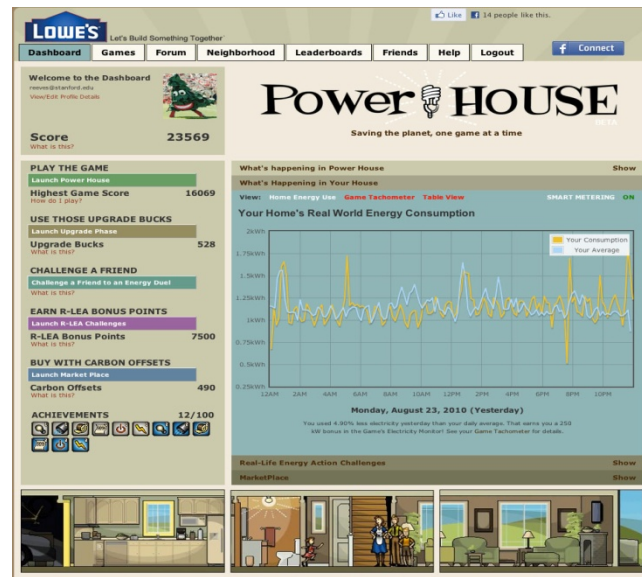 Like 14 people like this.
LOWE'S Let's Build Something Together
Dashboard Games Forum Neighborhood Leaderboards Friends Help Logout
f Connect
Welcome to the Dashboard
reeves@stanford.edu
View/Edit Profile Details
Score 23569
What is this?
POWER HOUSE
BETA
Saving the planet, one game at a time
PLAY THE GAME
Launch Power House
Highest Game Score 16069
How do I play?
USE THOSE UPGRADE BUCKS
Launch Upgrade Phase
Upgrade Bucks 528
What is this?
CHALLENGE A FRIEND
Challenge a Friend to an Energy Duel
What is this?
EARN R-LEA BONUS POINTS
Launch R-LEA Challenges
R-LEA Bonus Points 7500
What is this?
BUY WITH CARBON OFFSETS
Launch Market Place
Carbon Offsets 490
What is this?
ACHIEVEMENTS 12/100
What's happening in Power House Show
What's Happening in Your House
View: Home Energy Use Game Tachometer Table View SMART METERING ON
Your Home's Real World Energy Consumption
Your Consumption
Your Average
2kWh
1.75kWh
1.5kWh
1.25kWh
1kWh
0.75kWh
0.5kWh
0.25kWh
12AM 2AM 4AM 6AM 8AM 10AM 12PM 2PM 4PM 6PM 8PM 10PM
Monday, August 23, 2010 (Yesterday)
You used 4.90% less electricity yesterday than your daily average. That earns you a 250
kW bonus in the Game's Electricity Monitor! See your Game Tachometer for details.
Real-Life Energy Action Challenges Show
MarketPlace Show